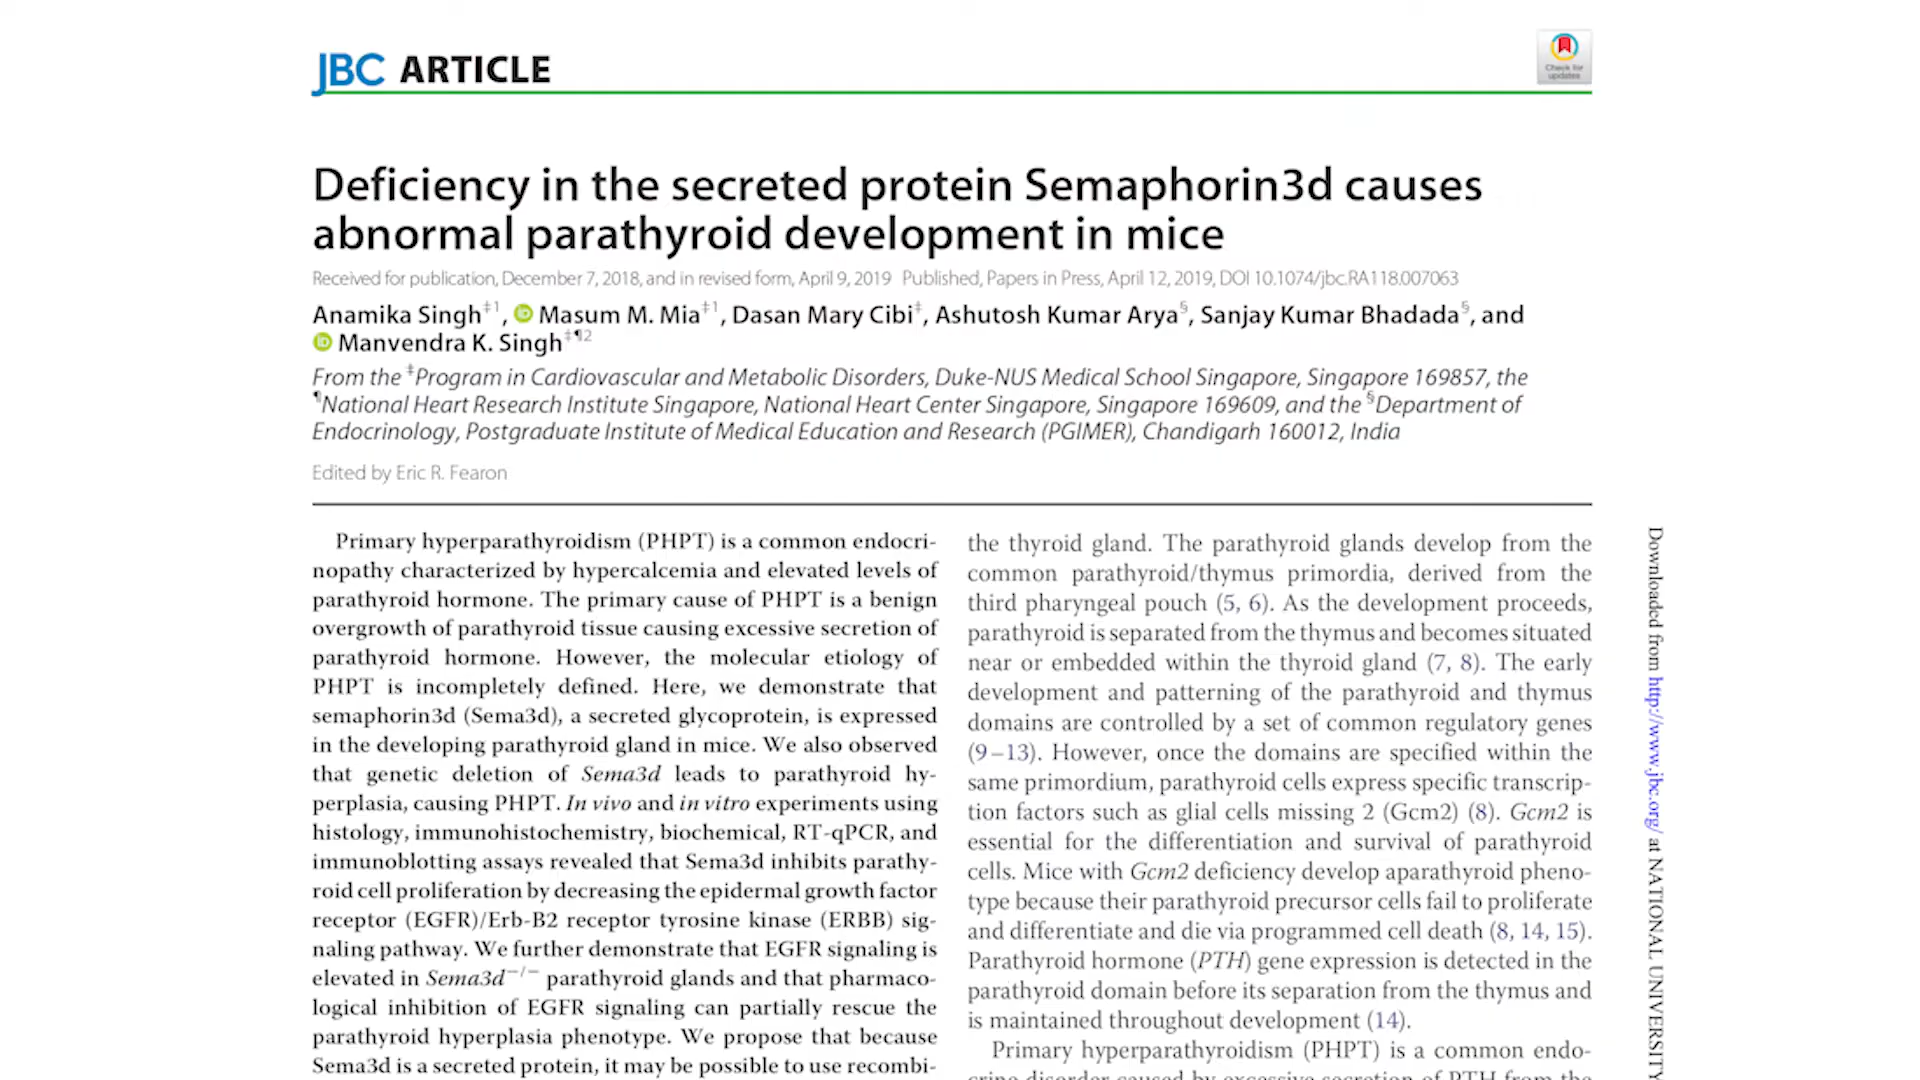 JBC ARTICLE
Check for
updates
Deficiency in the secreted protein Semaphorin3d causes
abnormal parathyroid development in mice
Received for publication, December 7, 2018, and in revised form, April 9, 2019 Published, Papers in Press, April 12, 2019, DOI 10.1074/jbc.RA118.007063
Anamika Singh‡1, iD Masum M. Mia‡1, Dasan Mary Cibi‡, Ashutosh Kumar Arya§, Sanjay Kumar Bhadada§, and
iD Manvendra K. Singh‡¶2
From the ‡Program in Cardiovascular and Metabolic Disorders, Duke-NUS Medical School Singapore, Singapore 169857, the
¶National Heart Research Institute Singapore, National Heart Center Singapore, Singapore 169609, and the §Department of
Endocrinology, Postgraduate Institute of Medical Education and Research (PGIMER), Chandigarh 160012, India
Edited by Eric R. Fearon
Primary hyperparathyroidism (PHPT) is a common endocri-
nopathy characterized by hypercalcemia and elevated levels of
parathyroid hormone. The primary cause of PHPT is a benign
overgrowth of parathyroid tissue causing excessive secretion of
parathyroid hormone. However, the molecular etiology of
PHPT is incompletely defined. Here, we demonstrate that
semaphorin3d (Sema3d), a secreted glycoprotein, is expressed
in the developing parathyroid gland in mice. We also observed
that genetic deletion of Sema3d leads to parathyroid hy-
perplasia, causing PHPT. In vivo and in vitro experiments using
histology, immunohistochemistry, biochemical, RT-qPCR, and
immunoblotting assays revealed that Sema3d inhibits parathy-
roid cell proliferation by decreasing the epidermal growth factor
receptor (EGFR)/Erb-B2 receptor tyrosine kinase (ERBB) sig-
naling pathway. We further demonstrate that EGFR signaling is
elevated in Sema3d−/− parathyroid glands and that pharmaco-
logical inhibition of EGFR signaling can partially rescue the
parathyroid hyperplasia phenotype. We propose that because
Sema3d is a secreted protein, it may be possible to use recombi-
the thyroid gland. The parathyroid glands develop from the
common parathyroid/thymus primordia, derived from the
third pharyngeal pouch (5, 6). As the development proceeds,
parathyroid is separated from the thymus and becomes situated
near or embedded within the thyroid gland (7, 8). The early
development and patterning of the parathyroid and thymus
domains are controlled by a set of common regulatory genes
(9–13). However, once the domains are specified within the
same primordium, parathyroid cells express specific transcrip-
tion factors such as glial cells missing 2 (Gcm2) (8). Gcm2 is
essential for the differentiation and survival of parathyroid
cells. Mice with Gcm2 deficiency develop aparathyroid pheno-
type because their parathyroid precursor cells fail to proliferate
and differentiate and die via programmed cell death (8, 14, 15).
Parathyroid hormone (PTH) gene expression is detected in the
parathyroid domain before its separation from the thymus and
is maintained throughout development (14).
Primary hyperparathyroidism (PHPT) is a common endo-
crine disorder caused by excessive secretion of PTH from the
Downloaded from http://www.jbc.org/ at NATIONAL UNIVERSITY